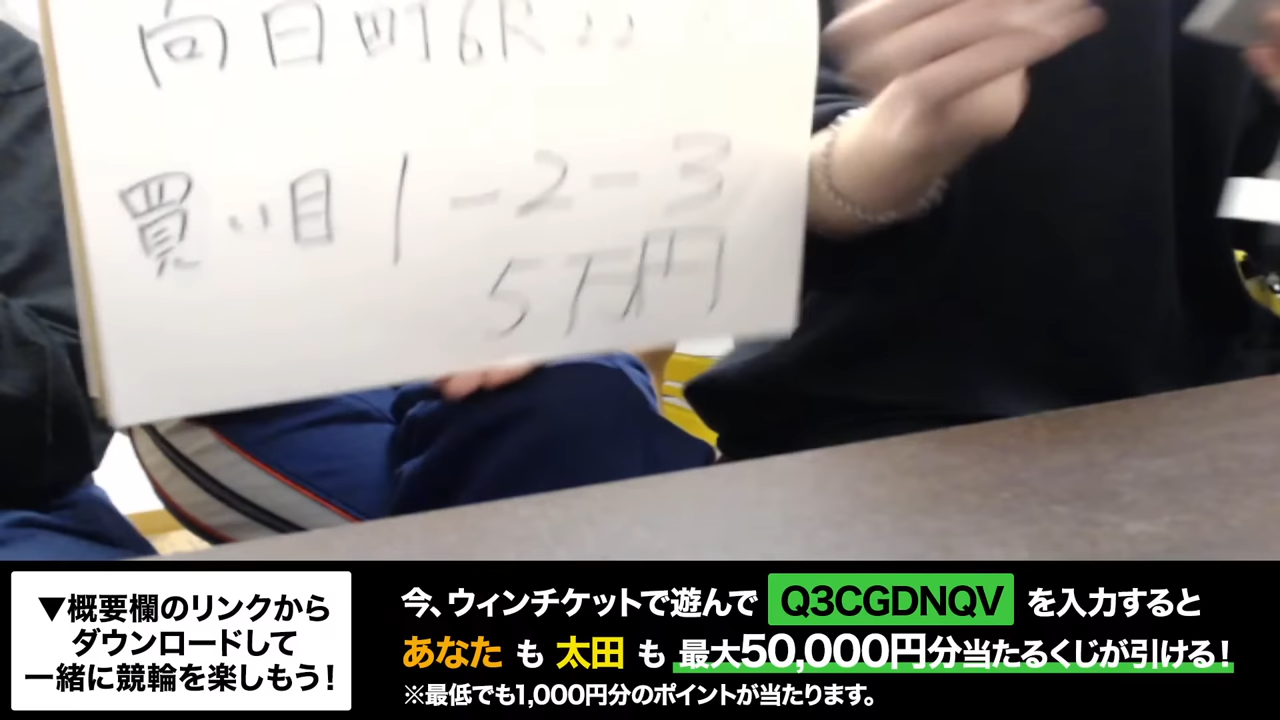 向日町6R
買い目 1-2-3
5万円
▼概要欄のリンクから
ダウンロードして
一緒に競輪を楽しもう!
今、ウィンチケットで遊んで Q3CGDNQV を入力すると
あなた も 太田 も 最大50,000円分当たるくじが引ける!
※最低でも1,000円分のポイントが当たります。